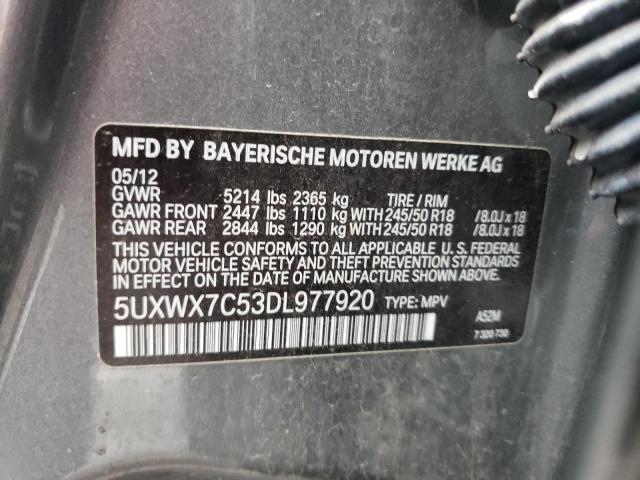 MFD BY BAYERISCHE MOTOREN WERKE AG
05/12
GVWR 5214 lbs 2365 kg TIRE / RIM
GAWR FRONT 2447 lbs 1110 kg WITH 245/50 R18 /8.0J x 18
GAWR REAR 2844 lbs 1290 kg WITH 245/50 R18 /8.0J x 18
THIS VEHICLE CONFORMS TO ALL APPLICABLE U. S. FEDERAL
MOTOR VEHICLE SAFETY AND THEFT PREVENTION STANDARDS
IN EFFECT ON THE DATE OF MANUFACTURE SHOWN ABOVE.
5UXWX7C53DL977920 TYPE: MPV
A52M
7 320 730